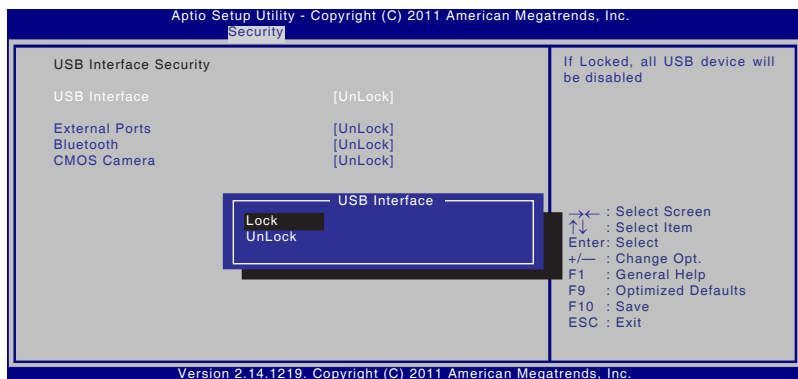 Aptio Setup Utility - Copyright (C) 2011 American Megatrends, Inc.
Security
USB Interface Security
USB Interface [UnLock]
External Ports [UnLock]
Bluetooth [UnLock]
CMOS Camera [UnLock]
USB Interface
Lock
UnLock
If Locked, all USB device will
be disabled
→← : Select Screen
↑↓ : Select Item
Enter: Select
+/— : Change Opt.
F1 : General Help
F9 : Optimized Defaults
F10 : Save
ESC : Exit
Version 2.14.1219. Copyright (C) 2011 American Megatrends, Inc.